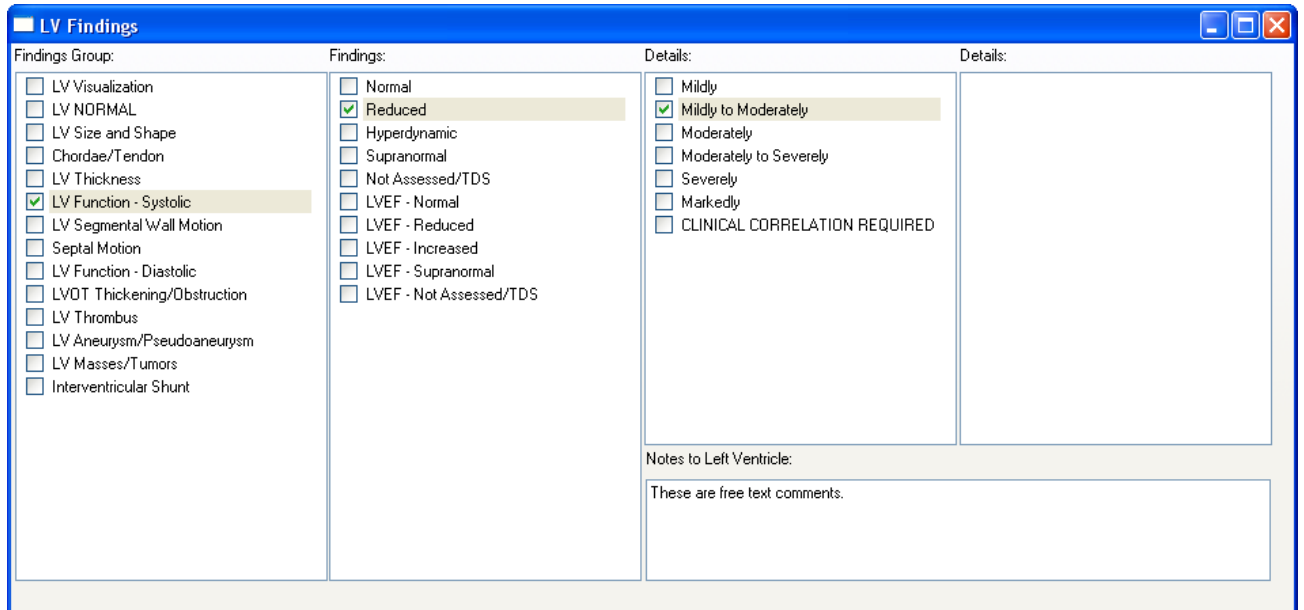 LV Findings
Findings Group:
LV Visualization
LV NORMAL
LV Size and Shape
Chordae/Tendon
LV Thickness
LV Function - Systolic
LV Segmental Wall Motion
Septal Motion
LV Function - Diastolic
LVOT Thickening/Obstruction
LV Thrombus
LV Aneurysm/Pseudoaneurysm
LV Masses/Tumors
Interventricular Shunt
Findings:
Normal
Reduced
Hyperdynamic
Supranormal
Not Assessed/TDS
LVEF - Normal
LVEF - Reduced
LVEF - Increased
LVEF - Supranormal
LVEF - Not Assessed/TDS
Details:
Mildly
Mildly to Moderately
Moderately
Moderately to Severely
Severely
Markedly
CLINICAL CORRELATION REQUIRED
Details:
Notes to Left Ventricle:
These are free text comments.